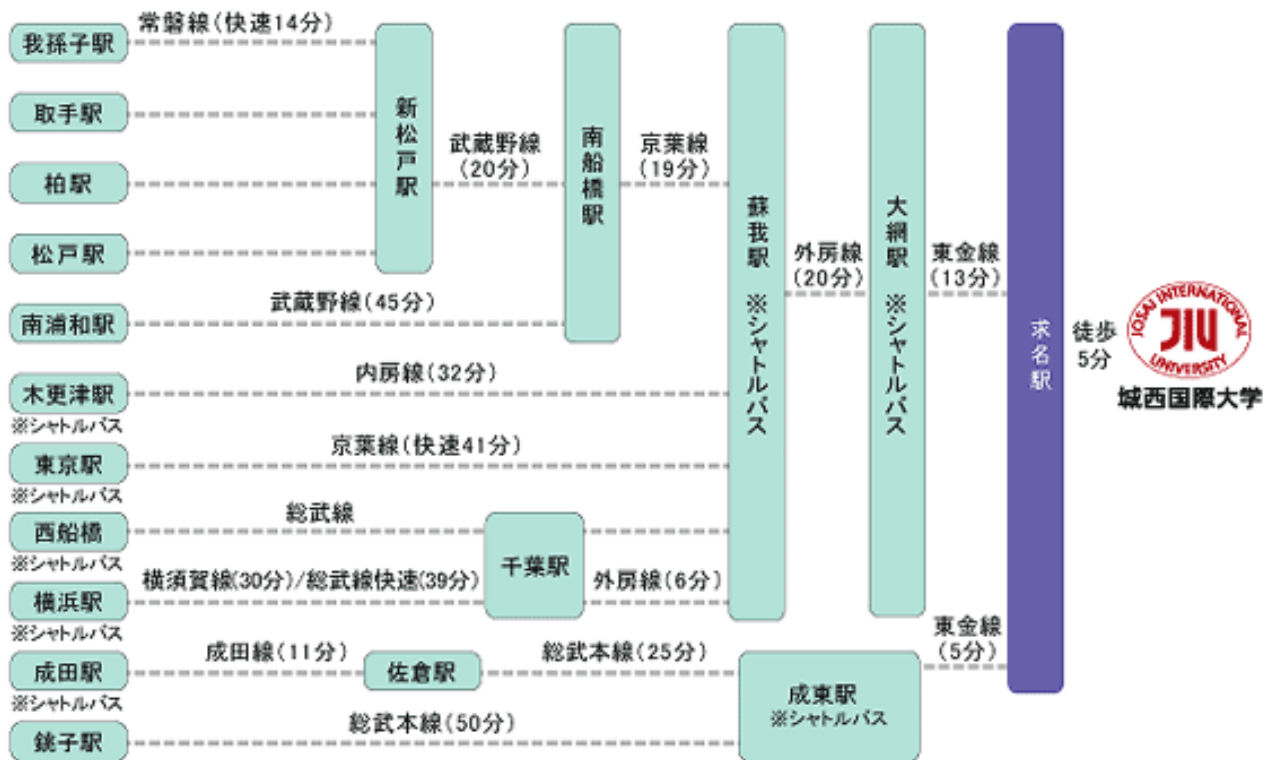 常磐線(快速14分)
我孫子駅
取手駅
柏駅
松戸駅
南浦和駅
新松戸駅
武蔵野線
(20分)
武蔵野線(45分)
南船橋駅
京葉線
(19分)
木更津駅
※シャトルバス
内房線(32分)
東京駅
※シャトルバス
京葉線(快速41分)
西船橋
※シャトルバス
総武線
横浜駅
※シャトルバス
横須賀線(30分)/総武線快速(39分)
千葉駅
外房線(6分)
蘇我駅 ※シャトルバス
外房線
(20分)
大網駅 ※シャトルバス
東金線
(13分)
成田駅
※シャトルバス
成田線(11分)
佐倉駅
総武本線(25分)
銚子駅
総武本線(50分)
成東駅
※シャトルバス
東金線
(5分)
求名駅
徒歩
5分
JOSAI INTERNATIONAL
JIU
UNIVERSITY
城西国際大学